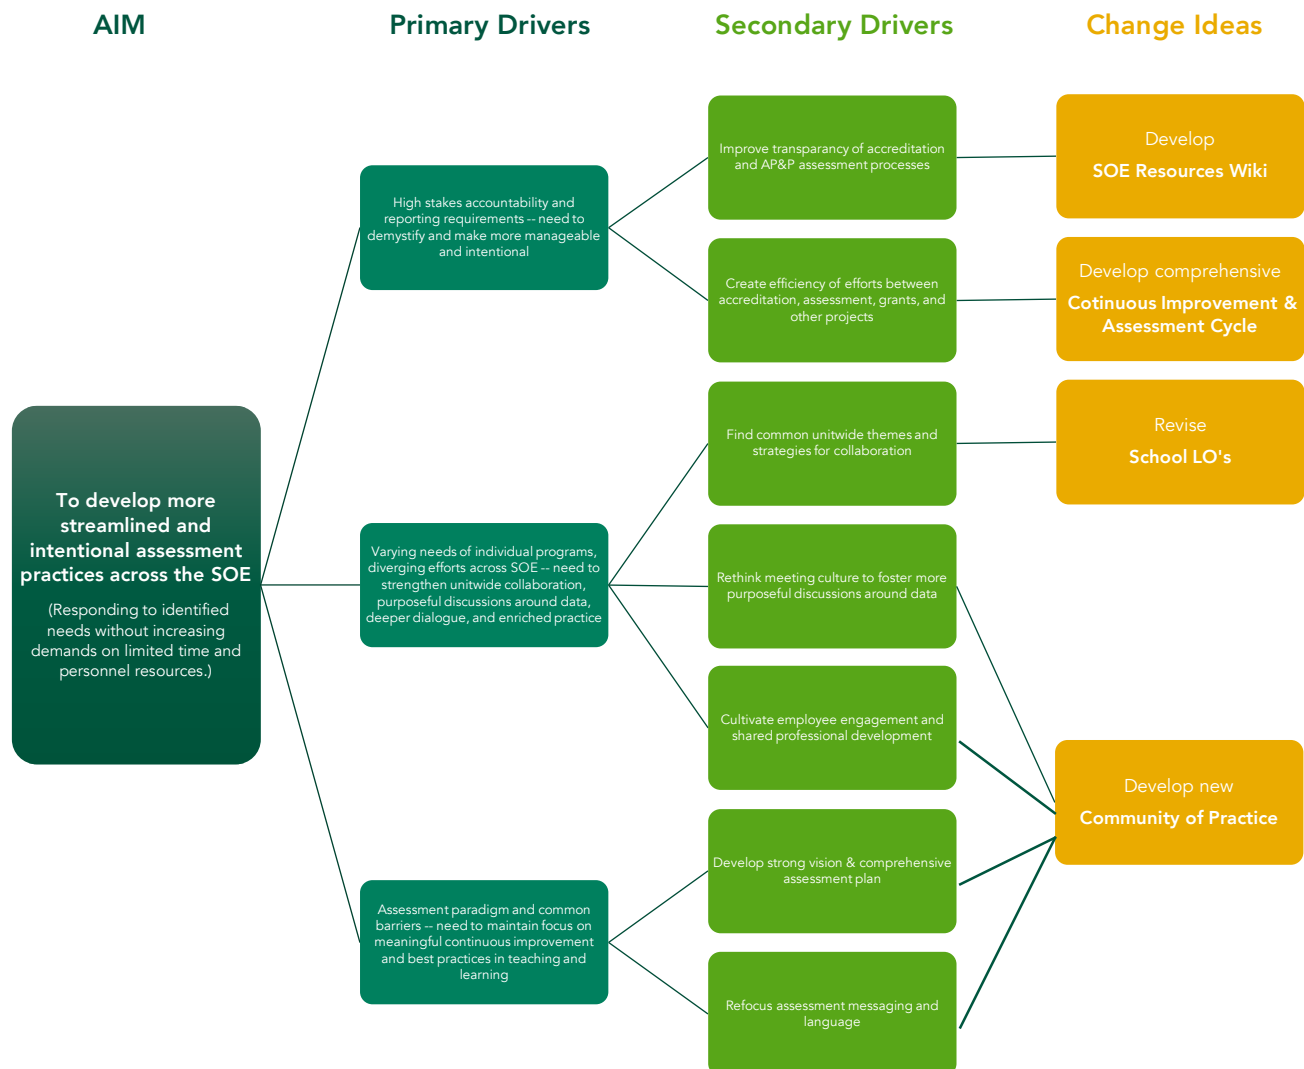 AIM
Primary Drivers
Secondary Drivers
Change Ideas
To develop more
streamlined and
intentional assessment
practices across the SOE
(Responding to identified
needs without increasing
demands on limited time and
personnel resources.)
High stakes accountability and
reporting requirements -- need to
demystify and make more manageable
and intentional
Varying needs of individual programs,
diverging efforts across SOE -- need to
strengthen unitwide collaboration,
purposeful discussions around data,
deeper dialogue, and enriched practice
Assessment paradigm and common
barriers -- need to maintain focus on
meaningful continuous improvement
and best practices in teaching and
learning
Improve transparancy of accreditation
and AP&P assessment processes
Create efficiency of efforts between
accreditation, assessment, grants, and
other projects
Find common unitwide themes and
strategies for collaboration
Rethink meeting culture to foster more
purposeful discussions around data
Cultivate employee engagement and
shared professional development
Develop strong vision & comprehensive
assessment plan
Refocus assessment messaging and
language
Develop
SOE Resources Wiki
Develop comprehensive
Cotinuous Improvement &
Assessment Cycle
Revise
School LO's
Develop new
Community of Practice